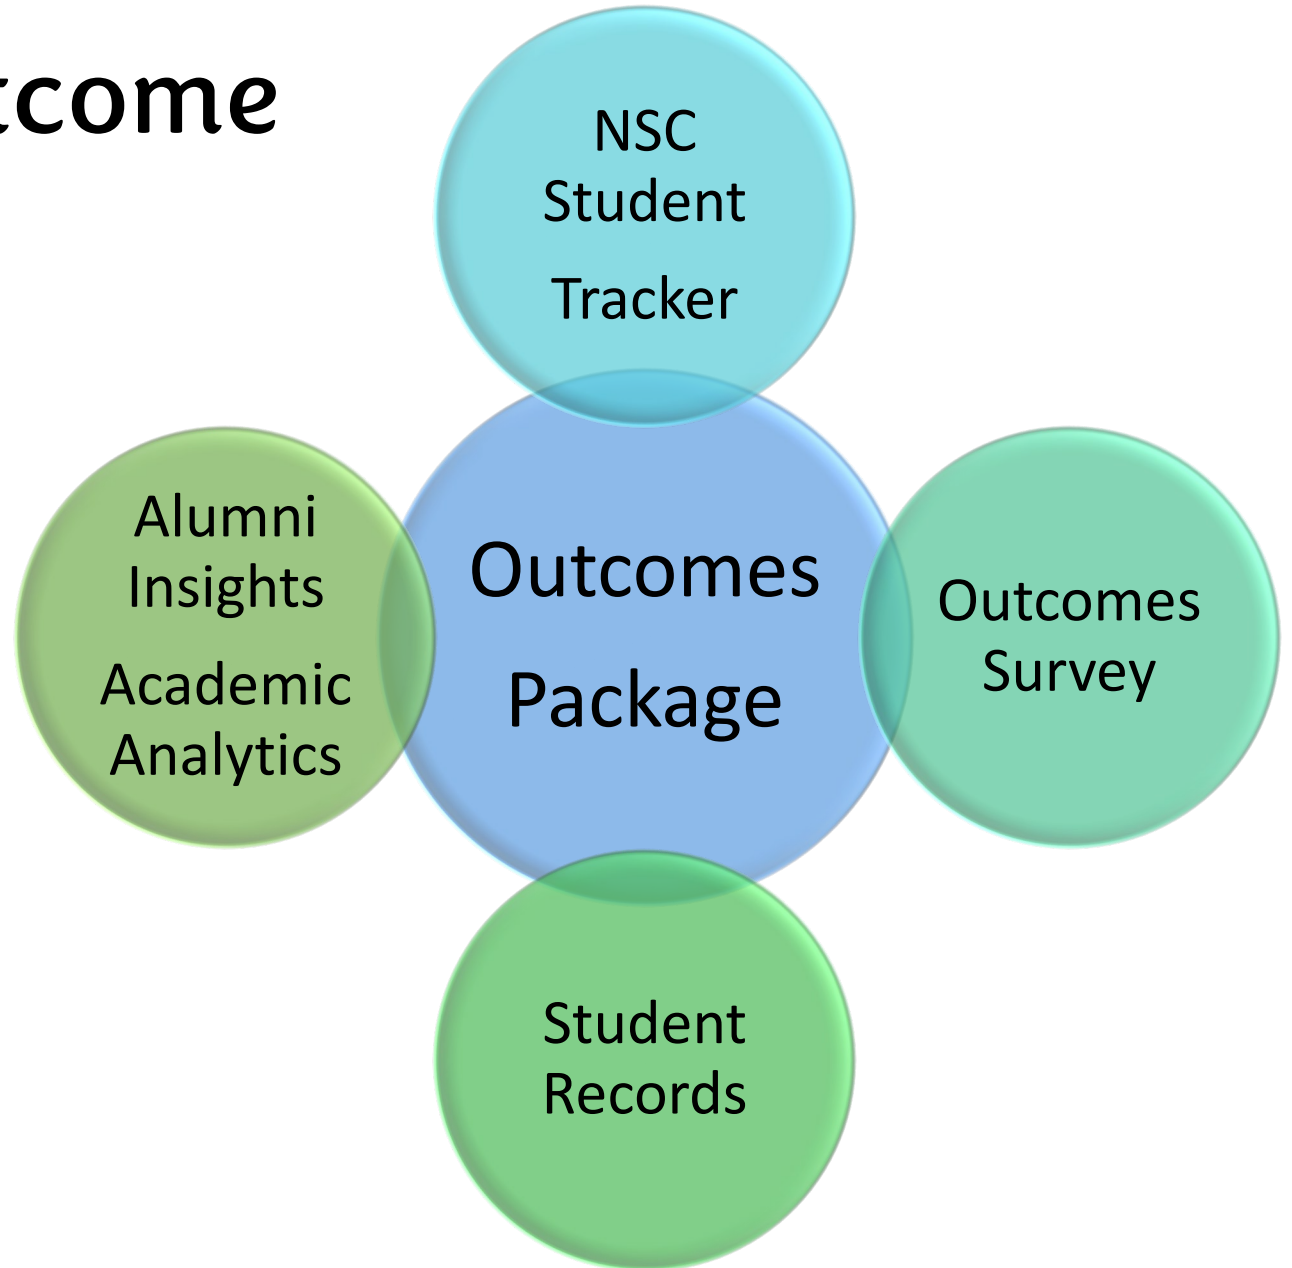 tcome
NSC
Student
Tracker
Alumni
Insights
Academic
Analytics
Outcomes
Package
Outcomes
Survey
Student
Records